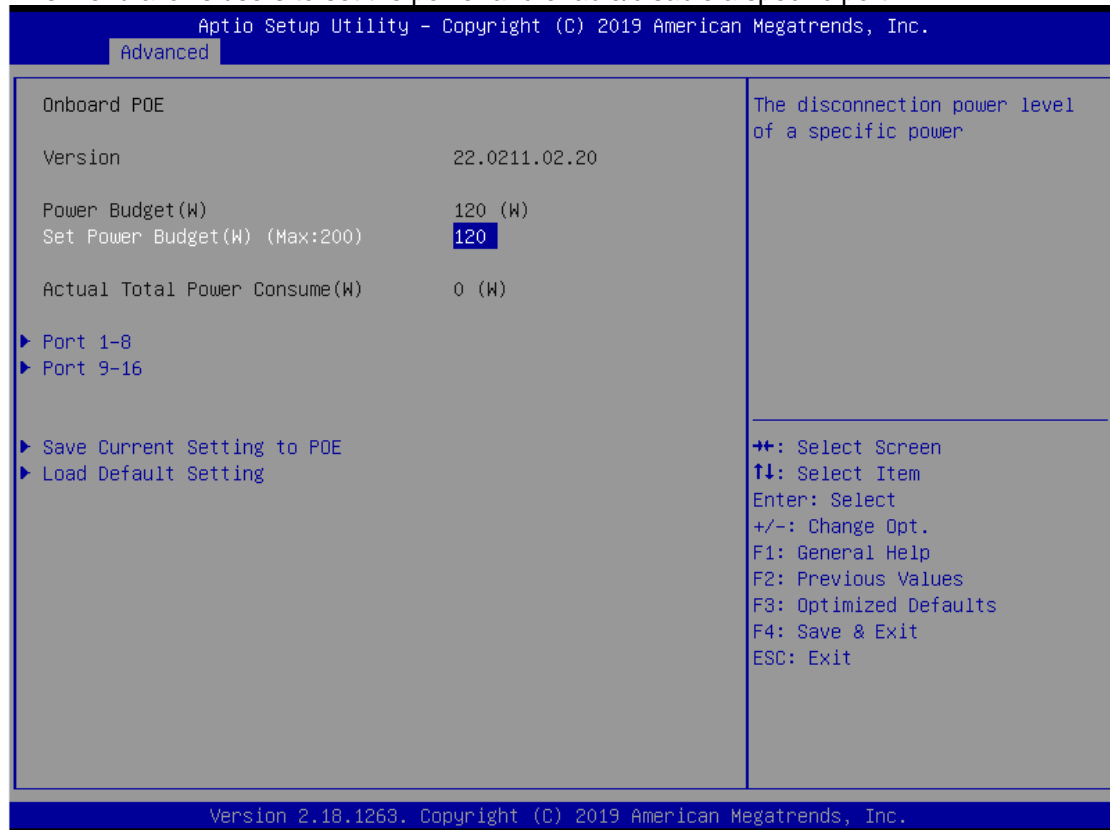 Aptio Setup Utility – Copyright (C) 2019 American Megatrends, Inc.
Advanced
Onboard POE
Version 22.0211.02.20
Power Budget(W) 120 (W)
Set Power Budget(W) (Max:200) 120
Actual Total Power Consume(W) 0 (W)
Port 1-8
Port 9-16
Save Current Setting to POE
Load Default Setting
The disconnection power level
of a specific power
→←: Select Screen
↑↓: Select Item
Enter: Select
+/-: Change Opt.
F1: General Help
F2: Previous Values
F3: Optimized Defaults
F4: Save & Exit
ESC: Exit
Version 2.18.1263. Copyright (C) 2019 American Megatrends, Inc.